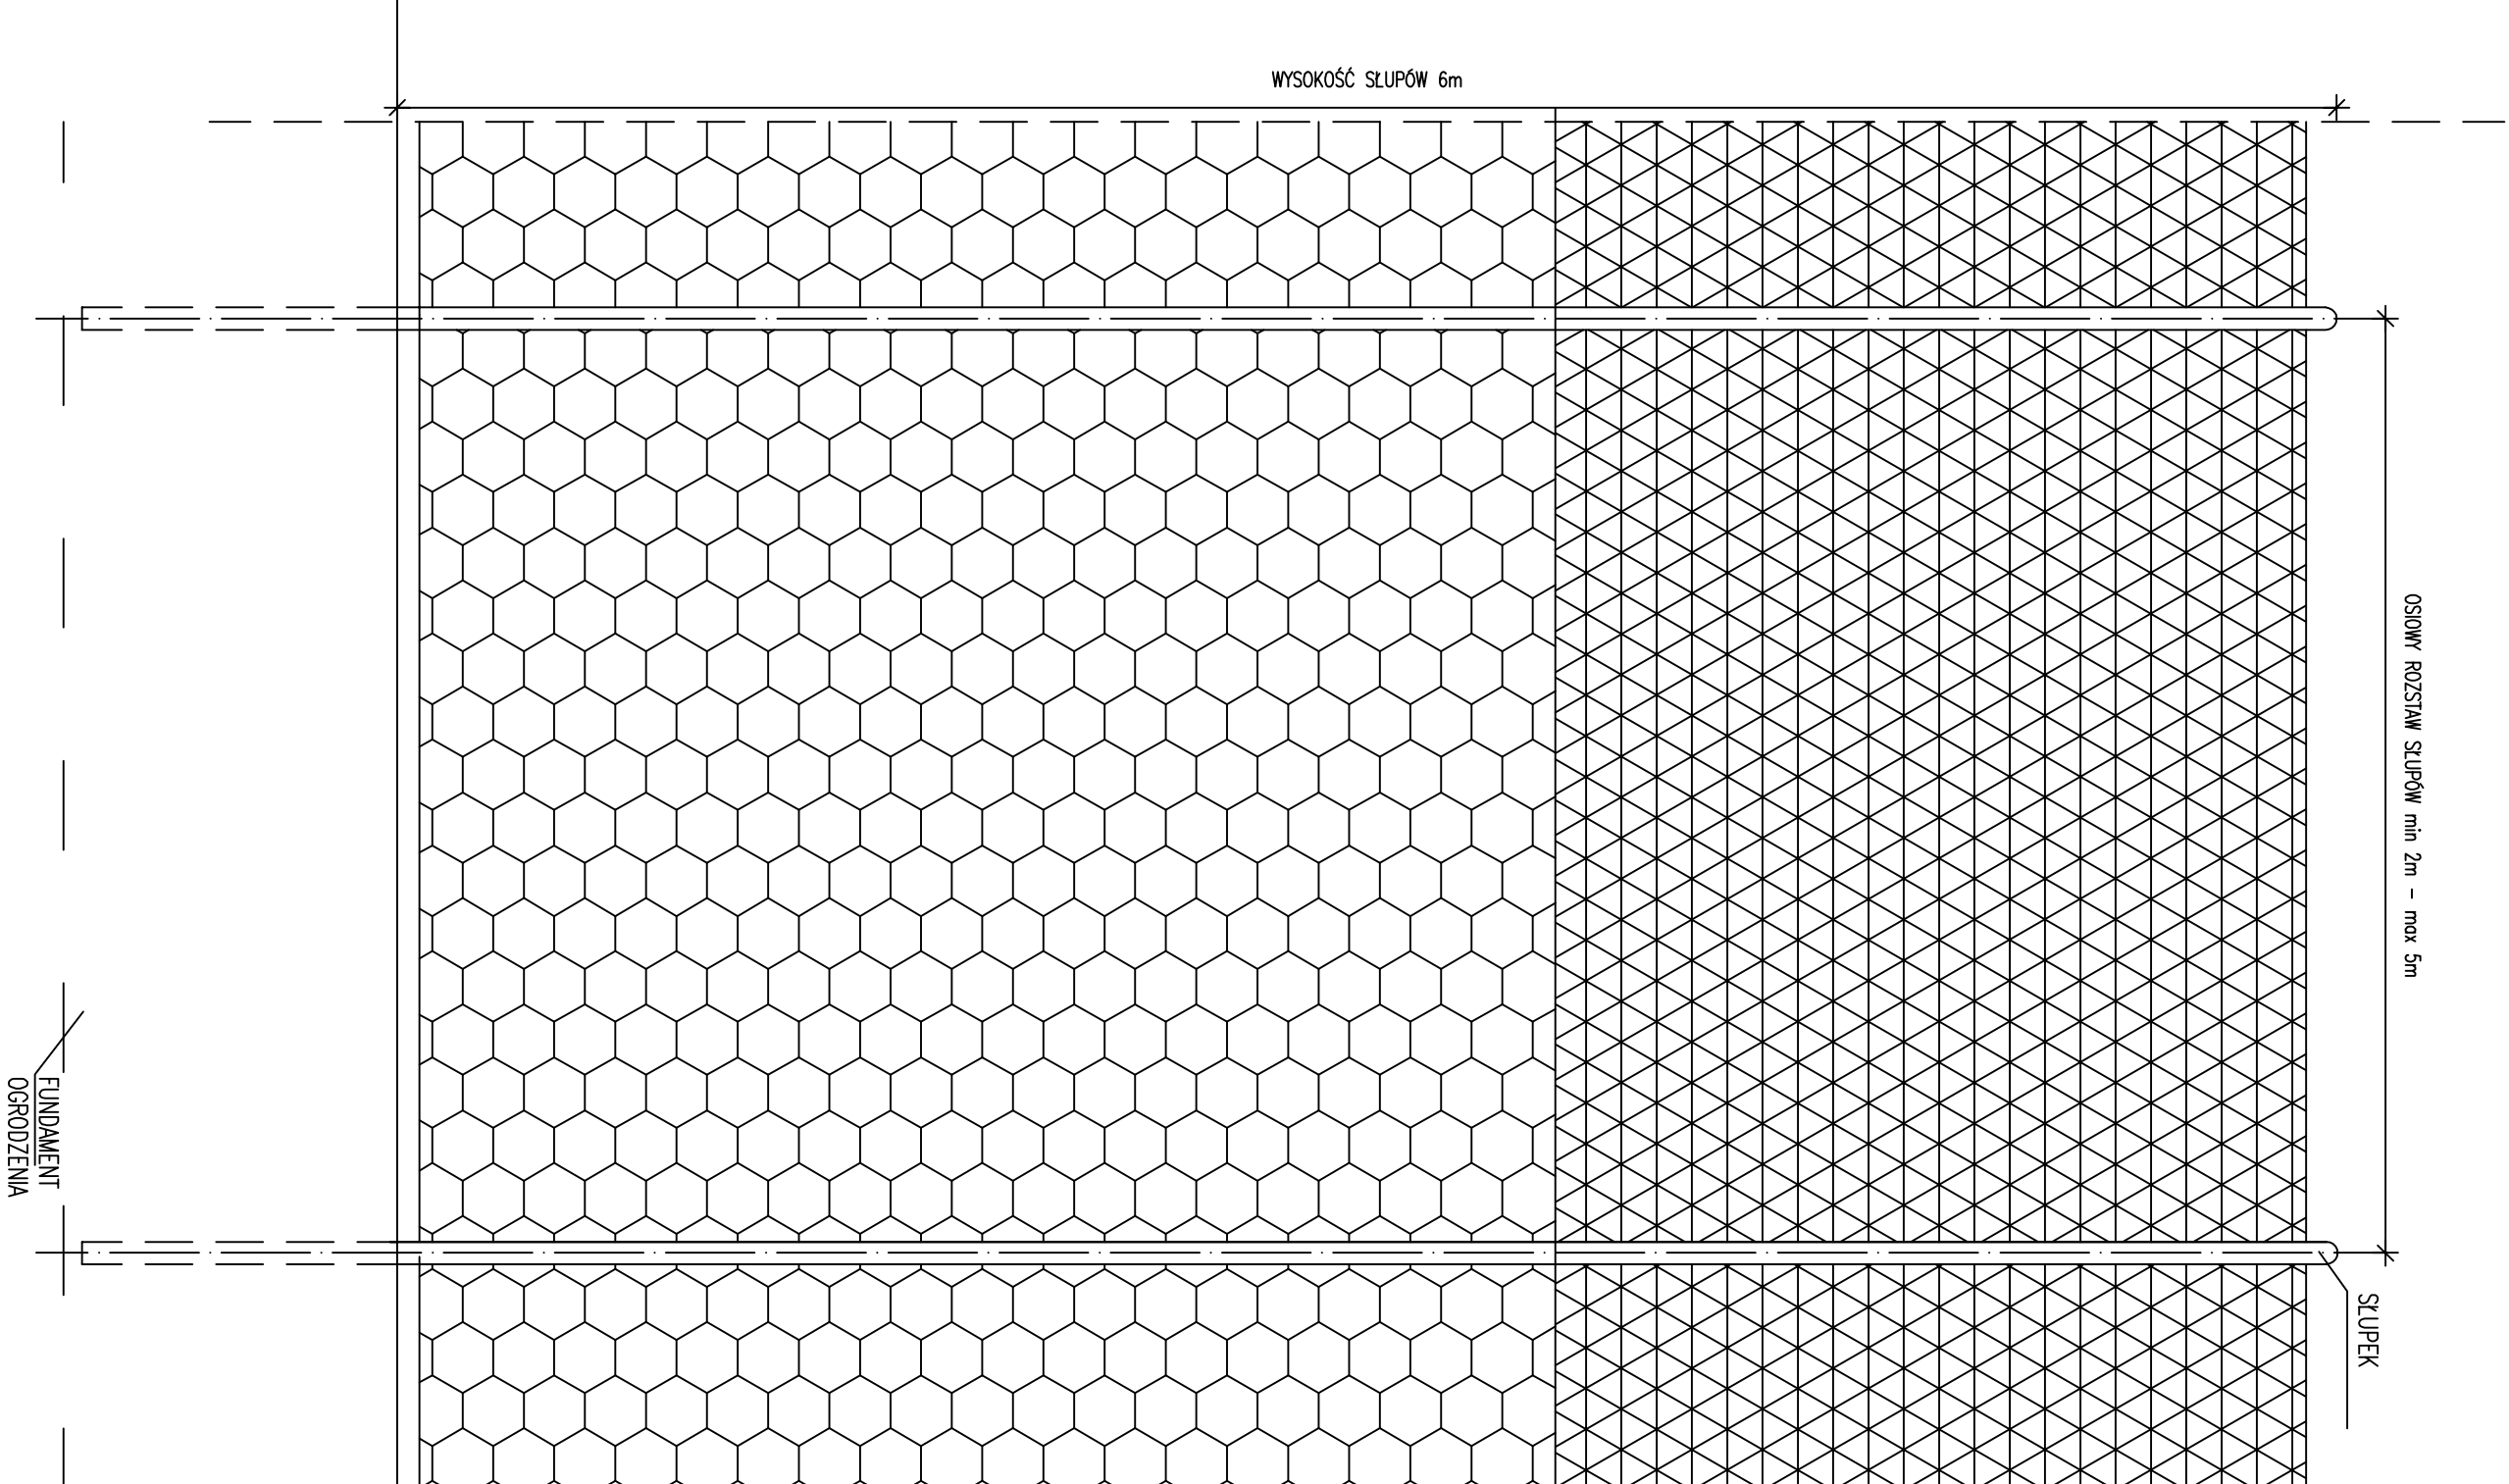 WYSOKOŚĆ SŁUPÓW 6m
OSIOWY ROZSTAW SŁUPÓW min 2m - max 5m
SŁUPEK
FUNDAMENT
OGRODZENIA